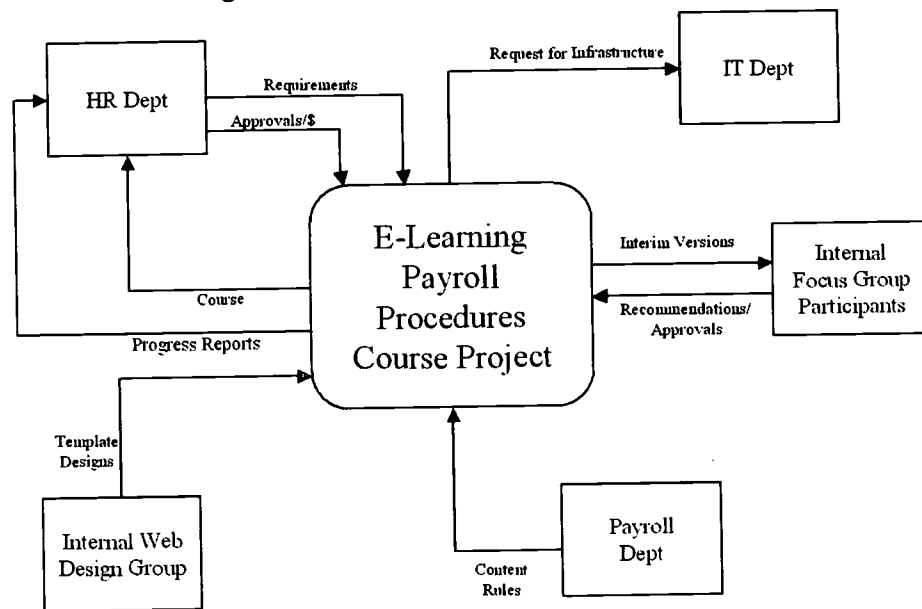 Request for Infrastructure
IT Dept
HR Dept
Requirements
Approvals/$
E-Learning
Payroll
Procedures
Course Project
Interim Versions
Recommendations/
Approvals
Internal
Focus Group
Participants
Course
Progress Reports
Template
Designs
Internal Web
Design Group
Content
Rules
Payroll
Dept